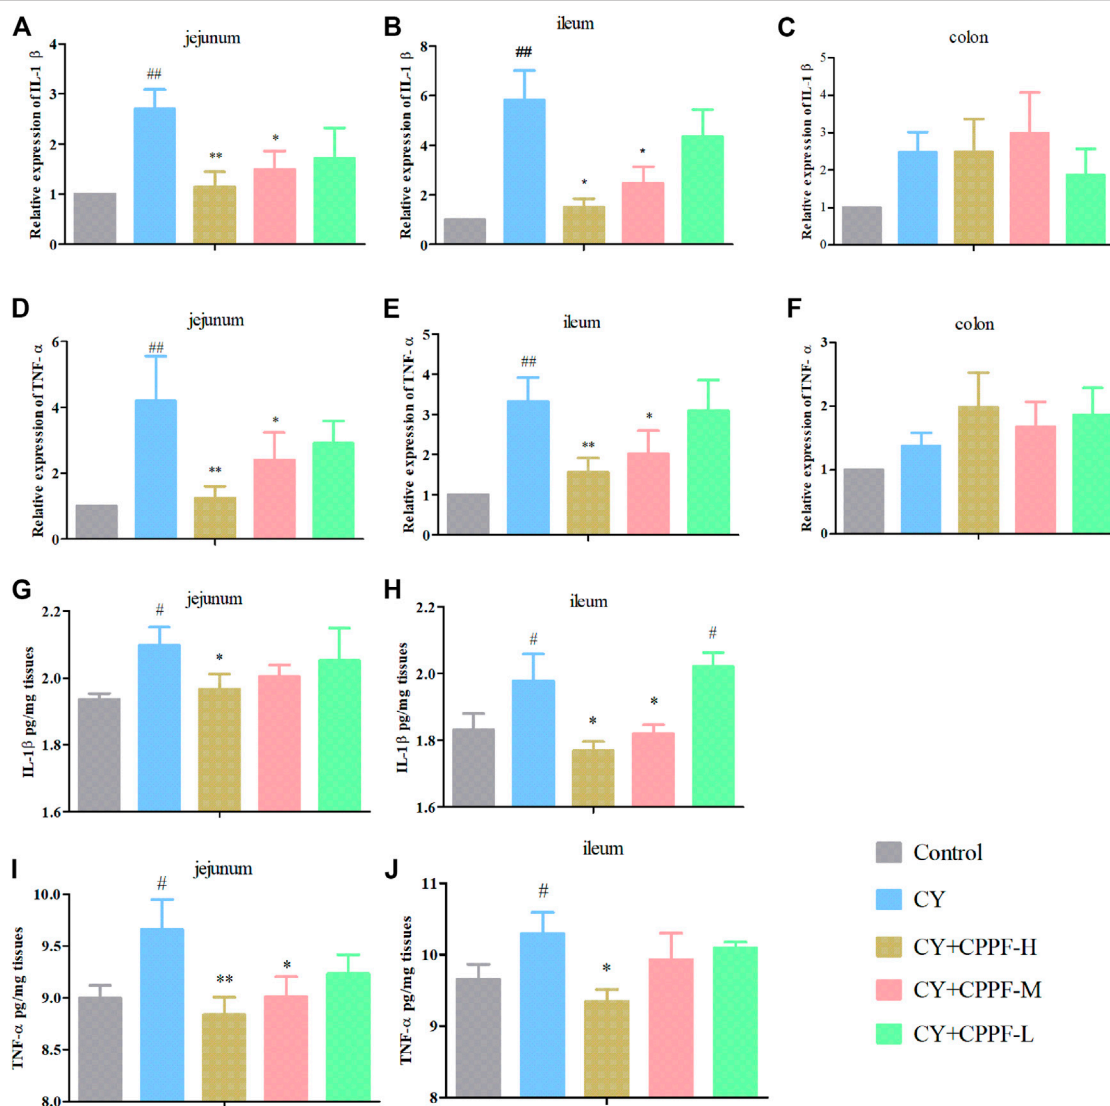 A
jejunum
Relative expression of IL-1 β
4
3
2
1
0
##
**
*
B
ileum
Relative expression of IL-1 β
8
6
4
2
0
##
*
*
C
colon
Relative expression of IL-1 β
5
4
3
2
1
0
D
jejunum
Relative expression of TNF- α
6
4
2
0
##
**
*
E
ileum
Relative expression of TNF- α
5
4
3
2
1
0
##
**
*
F
colon
Relative expression of TNF- α
3
2
1
0
G
jejunum
IL-1β pg/mg tissues
2.2
2.0
1.8
1.6
#
*
H
ileum
IL-1β pg/mg tissues
2.2
2.0
1.8
1.6
#
*
*
#
I
jejunum
TNF-α pg/mg tissues
10.0
9.5
9.0
8.5
8.0
#
**
*
J
ileum
TNF-α pg/mg tissues
11
10
9
8
#
*
Control
CY
CY+CPPF-H
CY+CPPF-M
CY+CPPF-L